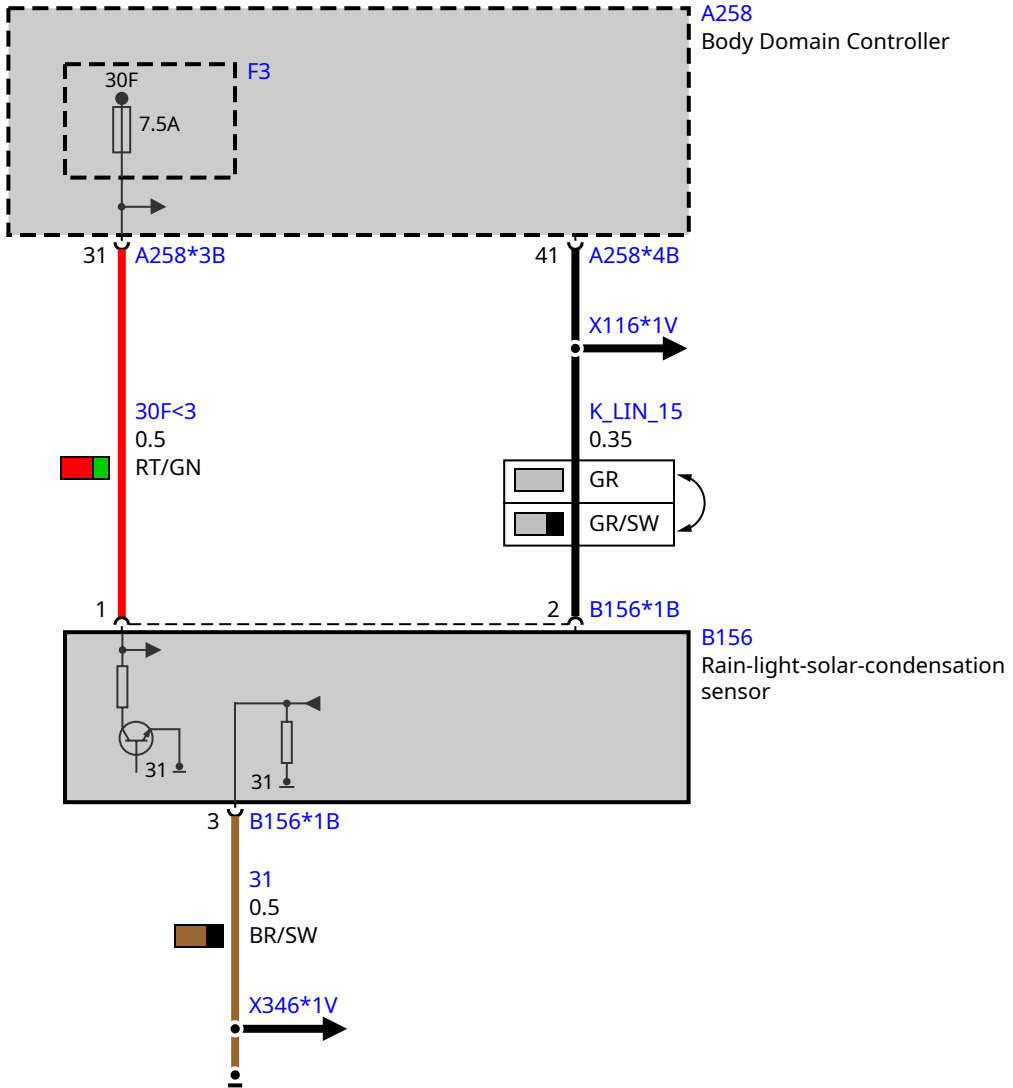 A258
Body Domain Controller
F3
30F
7.5A
31 A258*3B
41 A258*4B
X116*1V
30F<3
0.5
RT/GN
K_LIN_15
0.35
GR
GR/SW
1
2 B156*1B
B156
Rain-light-solar-condensation
sensor
31
31
3 B156*1B
31
0.5
BR/SW
X346*1V